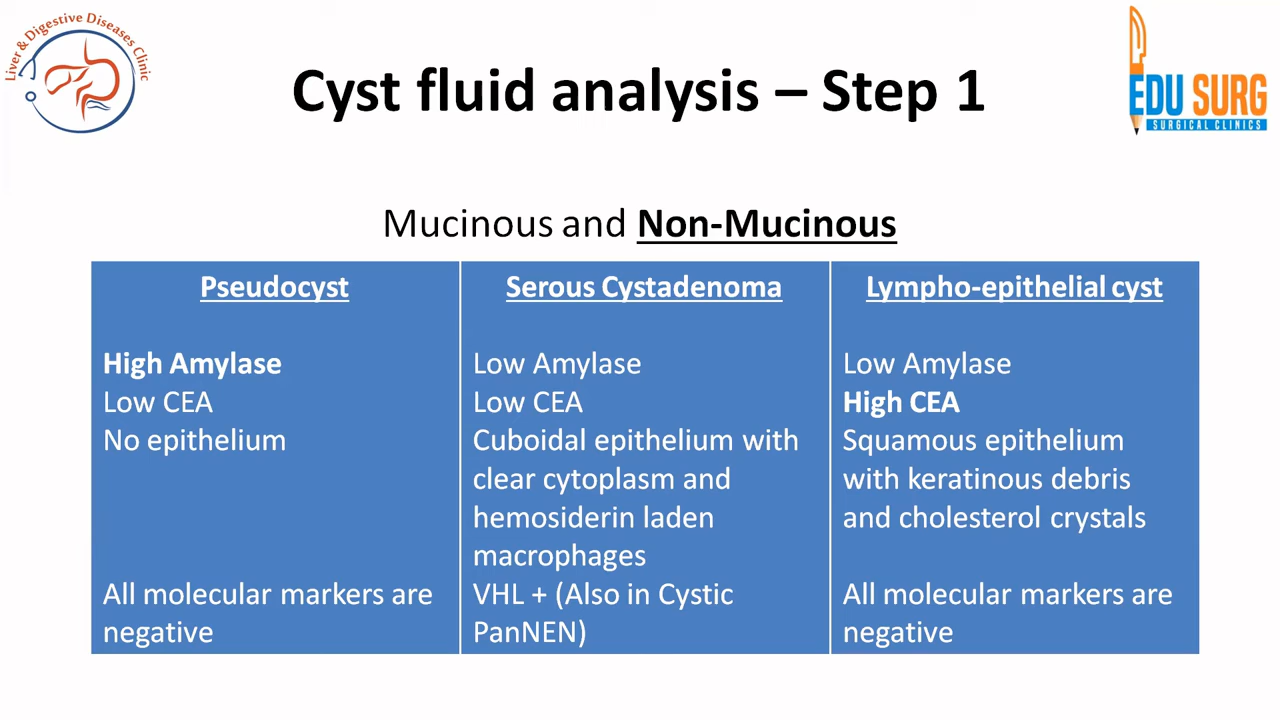 Liver & Digestive Diseases Clinic
EDU SURG
SURGICAL CLINICS
Cyst fluid analysis – Step 1
Mucinous and Non-Mucinous
Pseudocyst
High Amylase
Low CEA
No epithelium
All molecular markers are
negative
Serous Cystadenoma
Low Amylase
Low CEA
Cuboidal epithelium with
clear cytoplasm and
hemosiderin laden
macrophages
VHL + (Also in Cystic
PanNEN)
Lympho-epithelial cyst
Low Amylase
High CEA
Squamous epithelium
with keratinous debris
and cholesterol crystals
All molecular markers are
negative